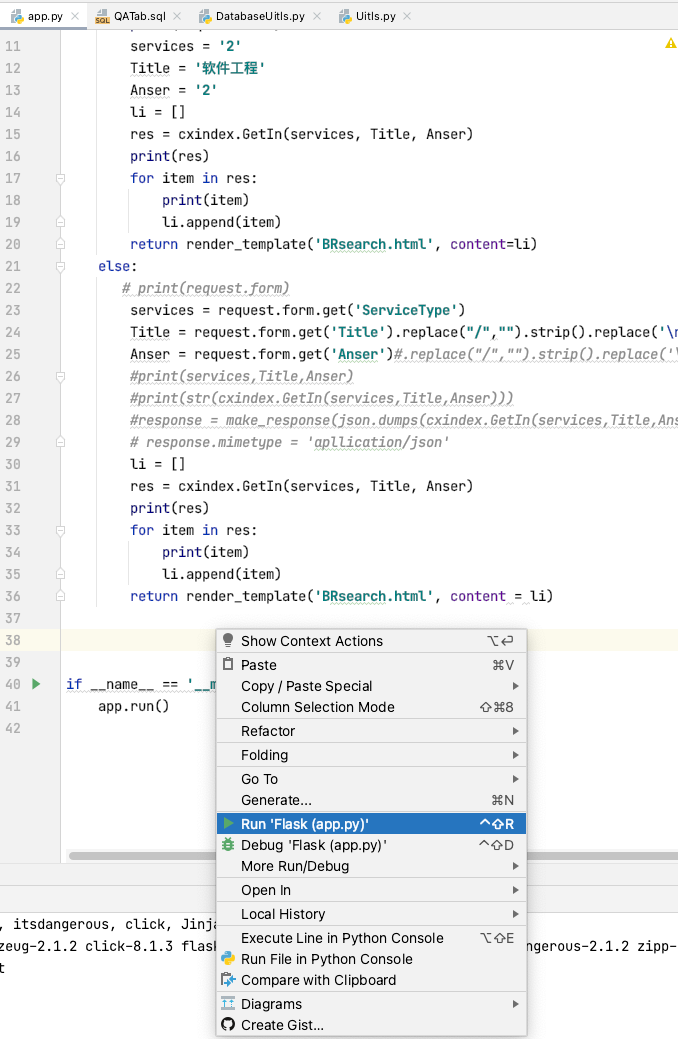 app.py QATab.sql DatabaseUitls.py Uitls.py
11 services = '2'
12 Title = '软件工程'
13 Anser = '2'
14 li = []
15 res = cxindex.GetIn(services, Title, Anser)
16 print(res)
17 for item in res:
18 print(item)
19 li.append(item)
20 return render_template('BRsearch.html', content=li)
21 else:
22 # print(request.form)
23 services = request.form.get('ServiceType')
24 Title = request.form.get('Title').replace("/","").strip().replace('\n
25 Anser = request.form.get('Anser')#.replace("/","").strip().replace('\
26 #print(services,Title,Anser)
27 #print(str(cxindex.GetIn(services,Title,Anser)))
28 #response = make_response(json.dumps(cxindex.GetIn(services,Title,Ans
29 # response.mimetype = 'apllication/json'
30 li = []
31 res = cxindex.GetIn(services, Title, Anser)
32 print(res)
33 for item in res:
34 print(item)
35 li.append(item)
36 return render_template('BRsearch.html', content = li)
37
38
39
40 if __name__ == '__m
41 app.run()
42
Show Context Actions ⌥⏎
Paste ⌘V
Copy / Paste Special
Column Selection Mode ⇧⌘8
Refactor
Folding
Go To
Generate... ⌘N
Run 'Flask (app.py)' ^⇧R
Debug 'Flask (app.py)' ^⇧D
More Run/Debug
Open In
Local History
Execute Line in Python Console ⌥⇧E
Run File in Python Console
Compare with Clipboard
Diagrams
Create Gist...
, itsdangerous, click, Jinja
zeug-2.1.2 click-8.1.3 flask ngerous-2.1.2 zipp-
t